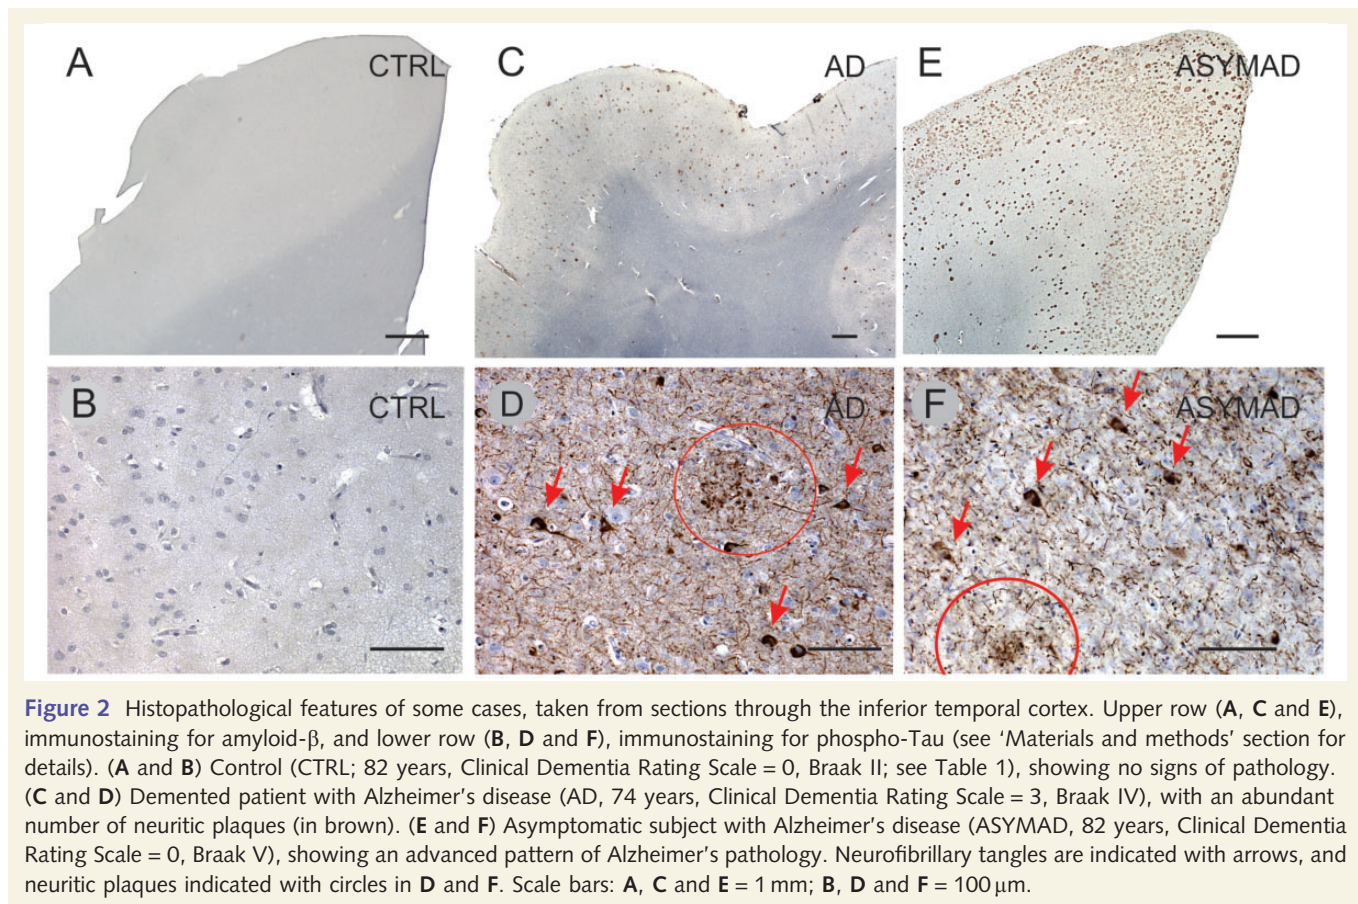 A
CTRL
C
AD
E
ASYMAD
B
CTRL
D
AD
F
ASYMAD
Figure 2 Histopathological features of some cases, taken from sections through the inferior temporal cortex. Upper row (A, C and E),
immunostaining for amyloid-β, and lower row (B, D and F), immunostaining for phospho-Tau (see ‘Materials and methods’ section for
details). (A and B) Control (CTRL; 82 years, Clinical Dementia Rating Scale = 0, Braak II; see Table 1), showing no signs of pathology.
(C and D) Demented patient with Alzheimer’s disease (AD, 74 years, Clinical Dementia Rating Scale = 3, Braak IV), with an abundant
number of neuritic plaques (in brown). (E and F) Asymptomatic subject with Alzheimer’s disease (ASYMAD, 82 years, Clinical Dementia
Rating Scale = 0, Braak V), showing an advanced pattern of Alzheimer’s pathology. Neurofibrillary tangles are indicated with arrows, and
neuritic plaques indicated with circles in D and F. Scale bars: A, C and E = 1 mm; B, D and F = 100 μm.